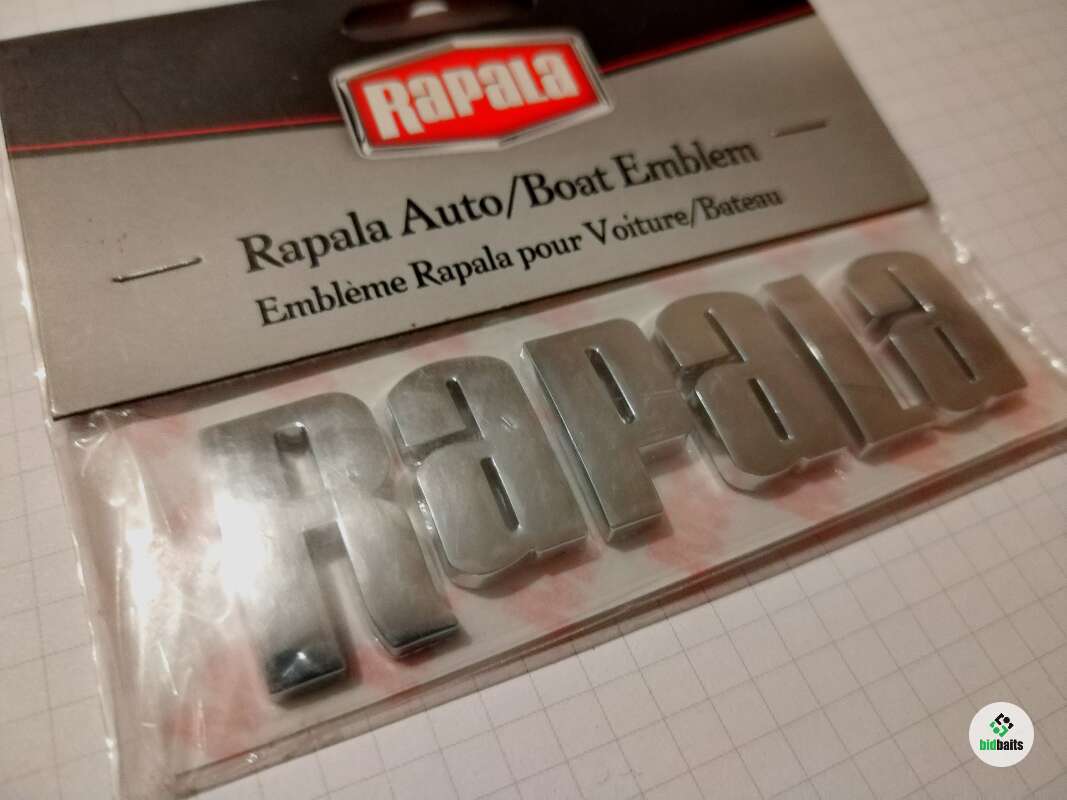 RaPaLa
Rapala Auto/Boat Emblem
Emblème Rapala pour Voiture/Bateau
RaPaLa
bidbaits